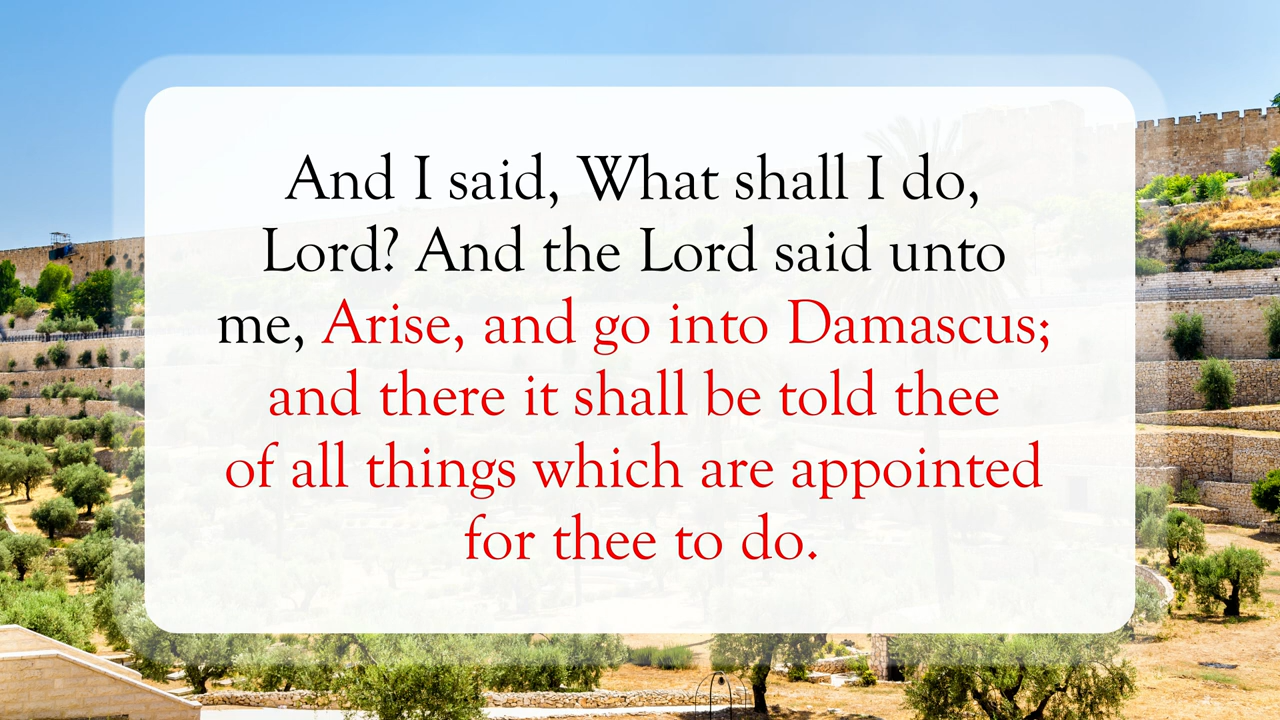 And I said, What shall I do,
Lord? And the Lord said unto
me, Arise, and go into Damascus;
and there it shall be told thee
of all things which are appointed
for thee to do.